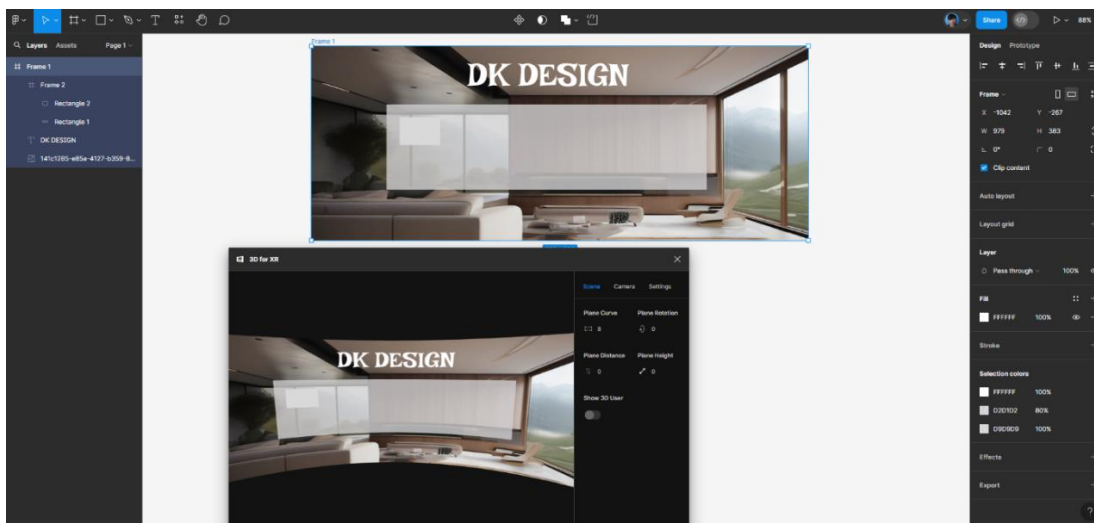 Share
88%
Layers Assets Page 1
Frame 1
Frame 2
Rectangle 2
Rectangle 1
DK DESIGN
141c1265-e85a-4127-b359-8...
Frame 1
DK DESIGN
3D for XR
Scene Camera Settings
Plane Curve Plane Rotation
8 0
Plane Distance Plane Height
0 0
Show 3D User
DK DESIGN
Design Prototype
Frame
X -1042 Y -267
W 979 H 383
0° 0
Clip content
Auto layout
Layout grid
Layer
Pass through 100%
Fill
FFFFFF 100%
Stroke
Selection colors
FFFFFF 100%
D2D1D2 80%
D9D9D9 100%
Effects
Export
?